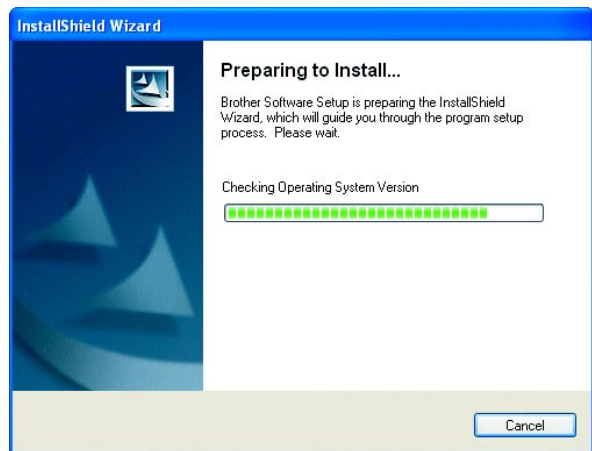 InstallShield Wizard
Preparing to Install...
Brother Software Setup is preparing the InstallShield
Wizard, which will guide you through the program setup
process. Please wait.
Checking Operating System Version
Cancel